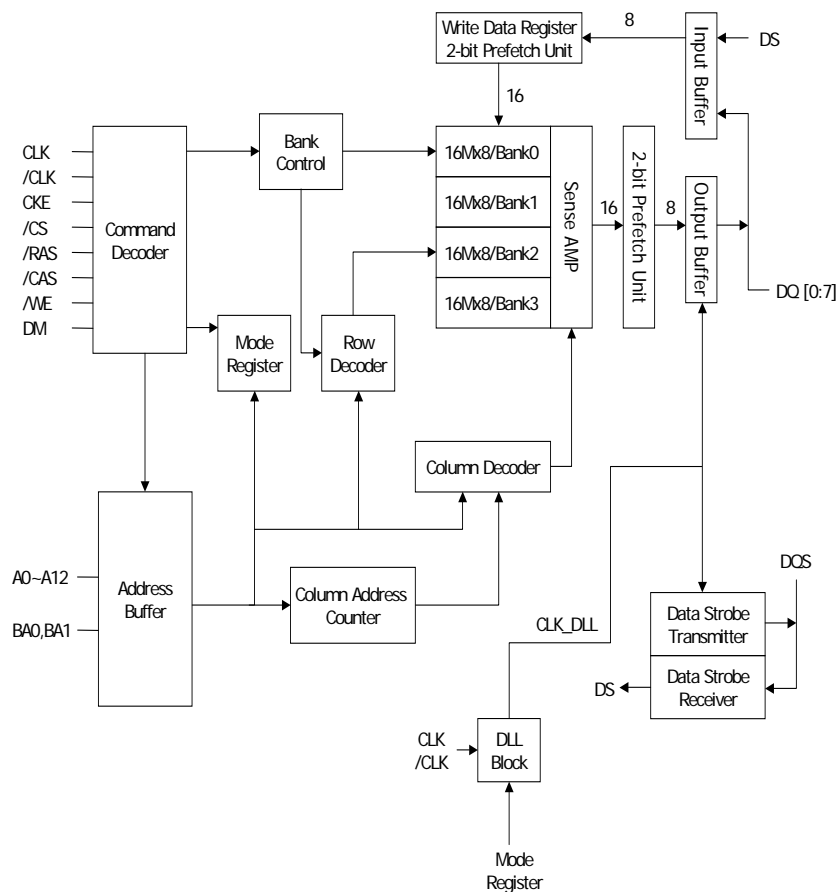 Write Data Register
2-bit Prefetch Unit
8
Input Buffer
DS
16
Bank
Control
CLK
/CLK
CKE
/CS
/RAS
/CAS
/WE
DM
Command
Decoder
16Mx8/Bank0
16Mx8/Bank1
16Mx8/Bank2
16Mx8/Bank3
Sense AMP
16
2-bit Prefetch Unit
8
Output Buffer
DQ [0:7]
Mode
Register
Row
Decoder
Column Decoder
A0~A12
BA0,BA1
Address
Buffer
Column Address
Counter
CLK_DLL
DQS
Data Strobe
Transmitter
Data Strobe
Receiver
DS
CLK
/CLK
DLL
Block
Mode
Register